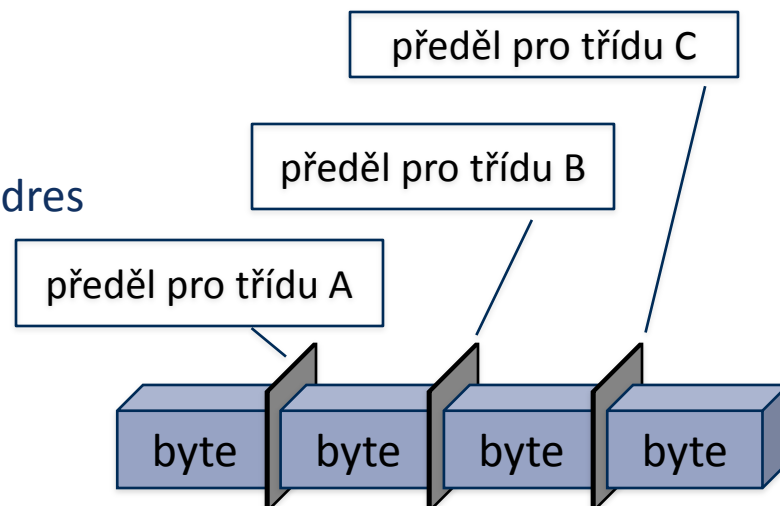 předěl pro třídu C
předěl pro třídu B
dres
předěl pro třídu A
byte byte byte byte